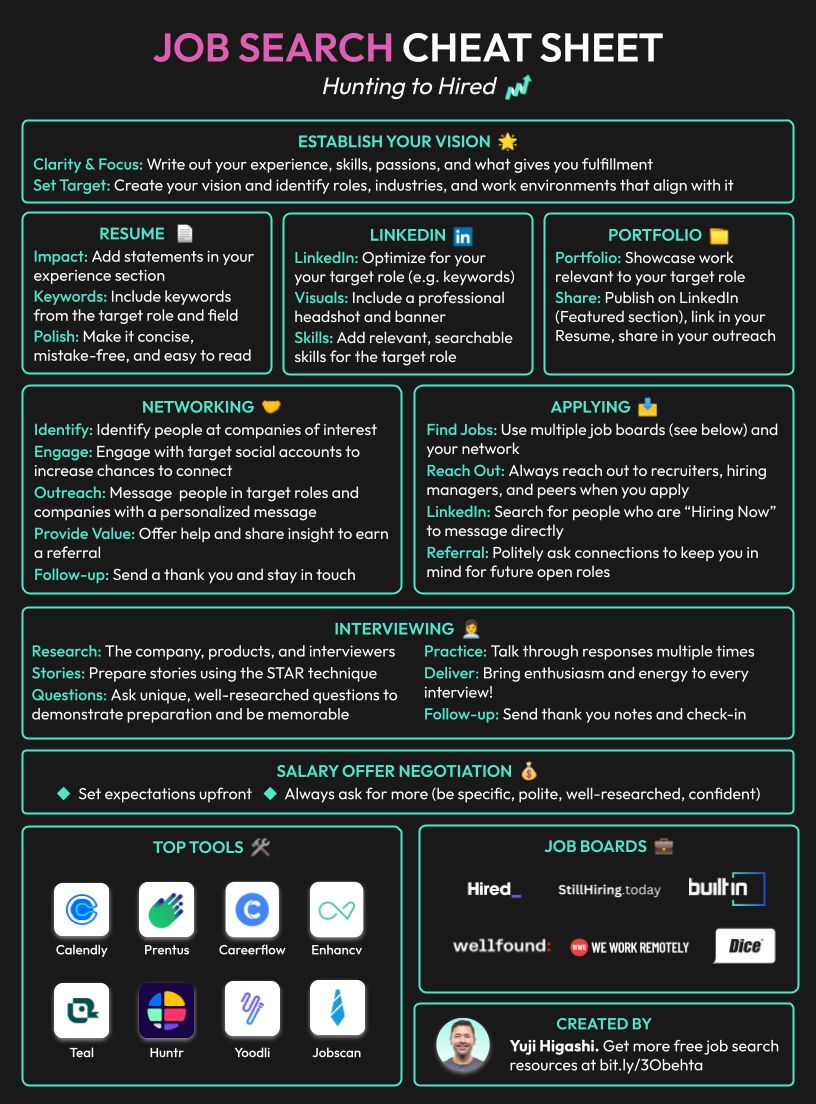 JOB SEARCH CHEAT SHEET
Hunting to Hired
ESTABLISH YOUR VISION
Clarity & Focus: Write out your experience, skills, passions, and what gives you fulfillment
Set Target: Create your vision and identify roles, industries, and work environments that align with it
RESUME
Impact: Add statements in your
experience section
Keywords: Include keywords
from the target role and field
Polish: Make it concise,
mistake-free, and easy to read
LINKEDIN in
LinkedIn: Optimize for your
your target role (e.g. keywords)
Visuals: Include a professional
headshot and banner
Skills: Add relevant, searchable
skills for the target role
PORTFOLIO
Portfolio: Showcase work
relevant to your target role
Share: Publish on LinkedIn
(Featured section), link in your
Resume, share in your outreach
NETWORKING
Identify: Identify people at companies of interest
Engage: Engage with target social accounts to
increase chances to connect
Outreach: Message people in target roles and
companies with a personalized message
Provide Value: Offer help and share insight to earn
a referral
Follow-up: Send a thank you and stay in touch
APPLYING
Find Jobs: Use multiple job boards (see below) and
your network
Reach Out: Always reach out to recruiters, hiring
managers, and peers when you apply
LinkedIn: Search for people who are “Hiring Now”
to message directly
Referral: Politely ask connections to keep you in
mind for future open roles
INTERVIEWING
Research: The company, products, and interviewers
Stories: Prepare stories using the STAR technique
Questions: Ask unique, well-researched questions to
demonstrate preparation and be memorable
Practice: Talk through responses multiple times
Deliver: Bring enthusiasm and energy to every
interview!
Follow-up: Send thank you notes and check-in
SALARY OFFER NEGOTIATION
◆ Set expectations upfront ◆ Always ask for more (be specific, polite, well-researched, confident)
TOP TOOLS
Calendly Prentus Careerflow Enhancv
Teal Huntr Yoodli Jobscan
JOB BOARDS
Hired_ StillHiring.today builtin
wellfound: WWR WE WORK REMOTELY Dice
CREATED BY
Yuji Higashi. Get more free job search
resources at bit.ly/3Obehta